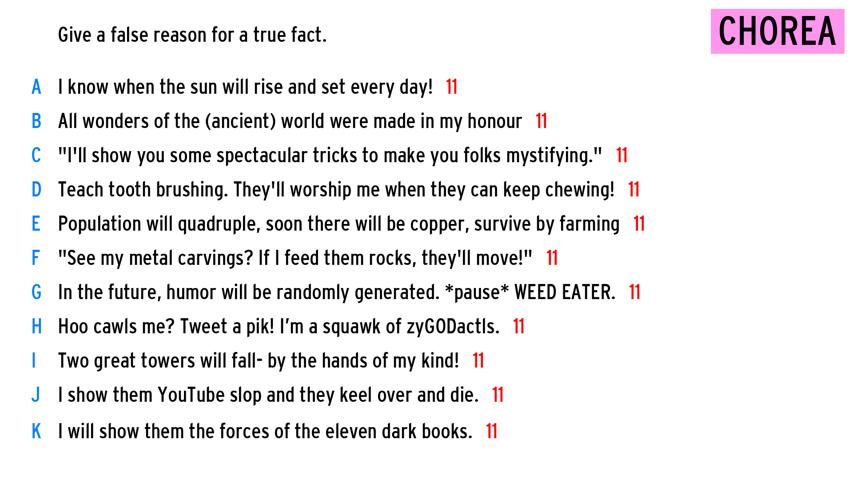 Give a false reason for a true fact.
CHOREA
A I know when the sun will rise and set every day! 11
B All wonders of the (ancient) world were made in my honour 11
C "I'll show you some spectacular tricks to make you folks mystifying." 11
D Teach tooth brushing. They'll worship me when they can keep chewing! 11
E Population will quadruple, soon there will be copper, survive by farming 11
F "See my metal carvings? If I feed them rocks, they'll move!" 11
G In the future, humor will be randomly generated. *pause* WEED EATER. 11
H Hoo cawls me? Tweet a pik! I'm a squawk of zyGODactls. 11
I Two great towers will fall- by the hands of my kind! 11
J I show them YouTube slop and they keel over and die. 11
K I will show them the forces of the eleven dark books. 11